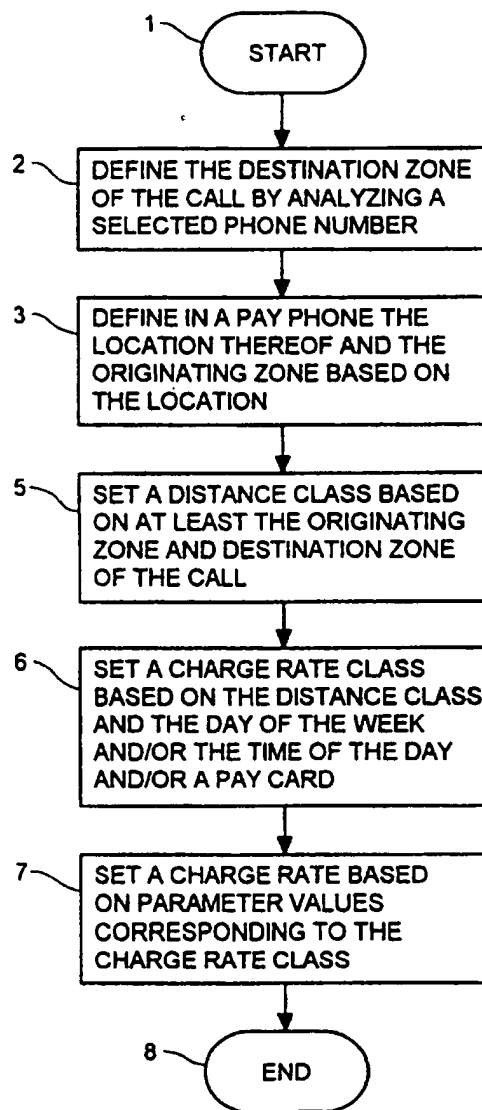 1
START
2
DEFINE THE DESTINATION ZONE
OF THE CALL BY ANALYZING A
SELECTED PHONE NUMBER
3
DEFINE IN A PAY PHONE THE
LOCATION THEREOF AND THE
ORIGINATING ZONE BASED ON
THE LOCATION
5
SET A DISTANCE CLASS BASED
ON AT LEAST THE ORIGINATING
ZONE AND DESTINATION ZONE
OF THE CALL
6
SET A CHARGE RATE CLASS
BASED ON THE DISTANCE CLASS
AND THE DAY OF THE WEEK
AND/OR THE TIME OF THE DAY
AND/OR A PAY CARD
7
SET A CHARGE RATE BASED
ON PARAMETER VALUES
CORRESPONDING TO THE
CHARGE RATE CLASS
8
END